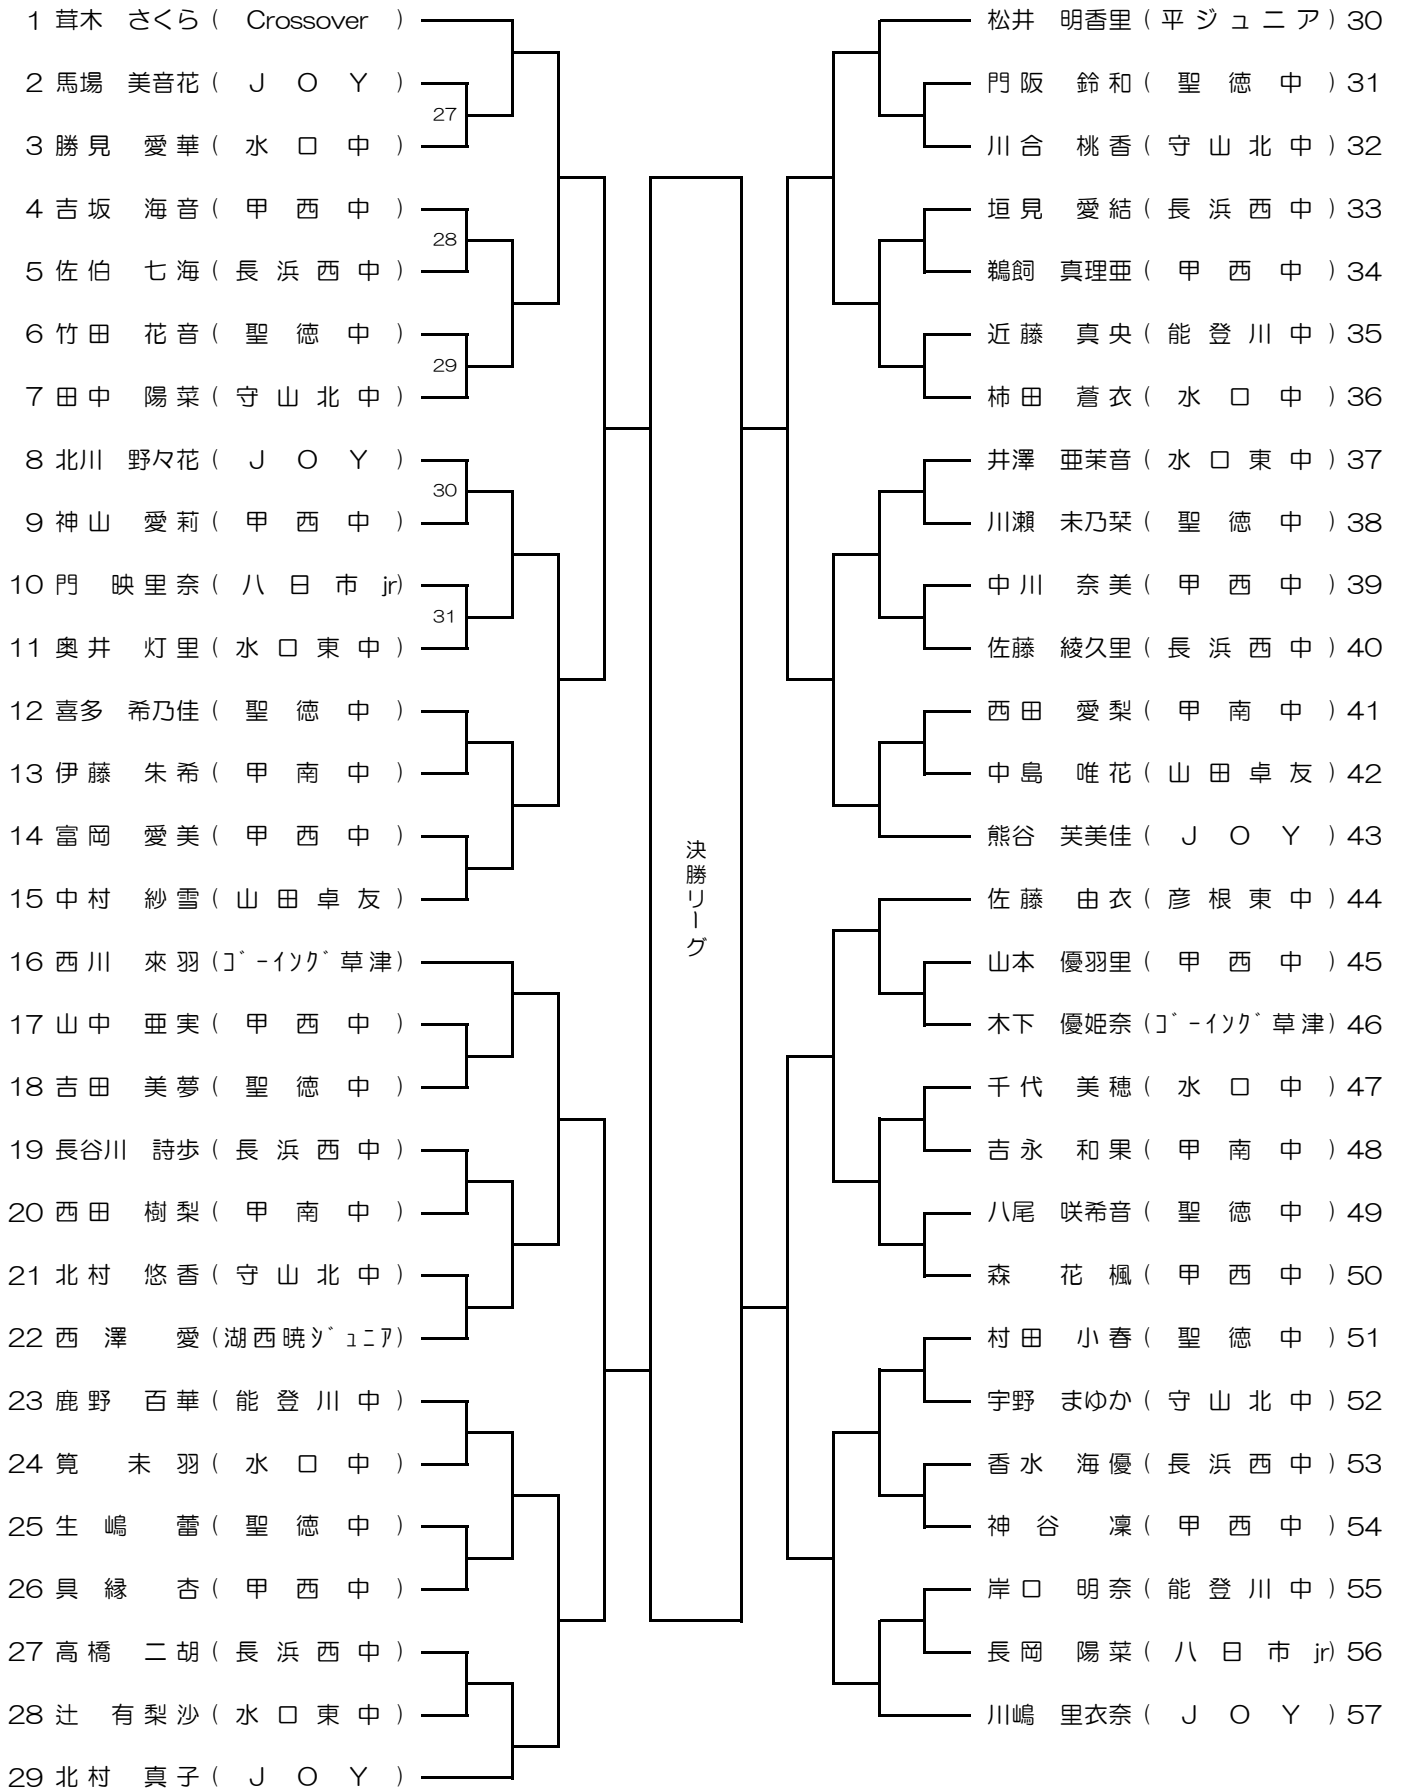 1 茸木 さくら ( Crossover )
2 馬場 美音花 ( J O Y )
27
3 勝見 愛華 ( 水口中 )
4 吉坂 海音 ( 甲西中 )
28
5 佐伯 七海 ( 長浜西中 )
6 竹田 花音 ( 聖徳中 )
29
7 田中 陽菜 ( 守山北中 )
8 北川 野々花 ( J O Y )
30
9 神山 愛莉 ( 甲西中 )
10 門 映里奈 ( 八日市 jr)
31
11 奥井 灯里 ( 水口東中 )
12 喜多 希乃佳 ( 聖徳中 )
13 伊藤 朱希 ( 甲南中 )
14 富岡 愛美 ( 甲西中 )
15 中村 紗雪 ( 山田卓友 )
16 西川 來羽 (ｺﾞｰｲﾝｸﾞ草津)
17 山中 亜実 ( 甲西中 )
18 吉田 美夢 ( 聖徳中 )
19 長谷川 詩歩 ( 長浜西中 )
20 西田 樹梨 ( 甲南中 )
21 北村 悠香 ( 守山北中 )
22 西澤 愛 (湖西暁ｼﾞｭﾆｱ)
23 鹿野 百華 ( 能登川中 )
24 筧 未羽 ( 水口中 )
25 生嶋 蕾 ( 聖徳中 )
26 具縁 杏 ( 甲西中 )
27 高橋 二胡 ( 長浜西中 )
28 辻 有梨沙 ( 水口東中 )
29 北村 真子 ( J O Y )
決勝リーグ
松井 明香里 ( 平ジュニア ) 30
門阪 鈴和 ( 聖徳中 ) 31
川合 桃香 ( 守山北中 ) 32
垣見 愛結 ( 長浜西中 ) 33
鵜飼 真理亜 ( 甲西中 ) 34
近藤 真央 ( 能登川中 ) 35
柿田 蒼衣 ( 水口中 ) 36
井澤 亜茉音 ( 水口東中 ) 37
川瀨 未乃栞 ( 聖徳中 ) 38
中川 奈美 ( 甲西中 ) 39
佐藤 綾久里 ( 長浜西中 ) 40
西田 愛梨 ( 甲南中 ) 41
中島 唯花 ( 山田卓友 ) 42
熊谷 芙美佳 ( J O Y ) 43
佐藤 由衣 ( 彦根東中 ) 44
山本 優羽里 ( 甲西中 ) 45
木下 優姫奈 (ｺﾞｰｲﾝｸﾞ草津) 46
千代 美穂 ( 水口中 ) 47
吉永 和果 ( 甲南中 ) 48
八尾 咲希音 ( 聖徳中 ) 49
森 花楓 ( 甲西中 ) 50
村田 小春 ( 聖徳中 ) 51
宇野 まゆか ( 守山北中 ) 52
香水 海優 ( 長浜西中 ) 53
神谷 凜 ( 甲西中 ) 54
岸口 明奈 ( 能登川中 ) 55
長岡 陽菜 ( 八日市 jr) 56
川嶋 里衣奈 ( J O Y ) 57